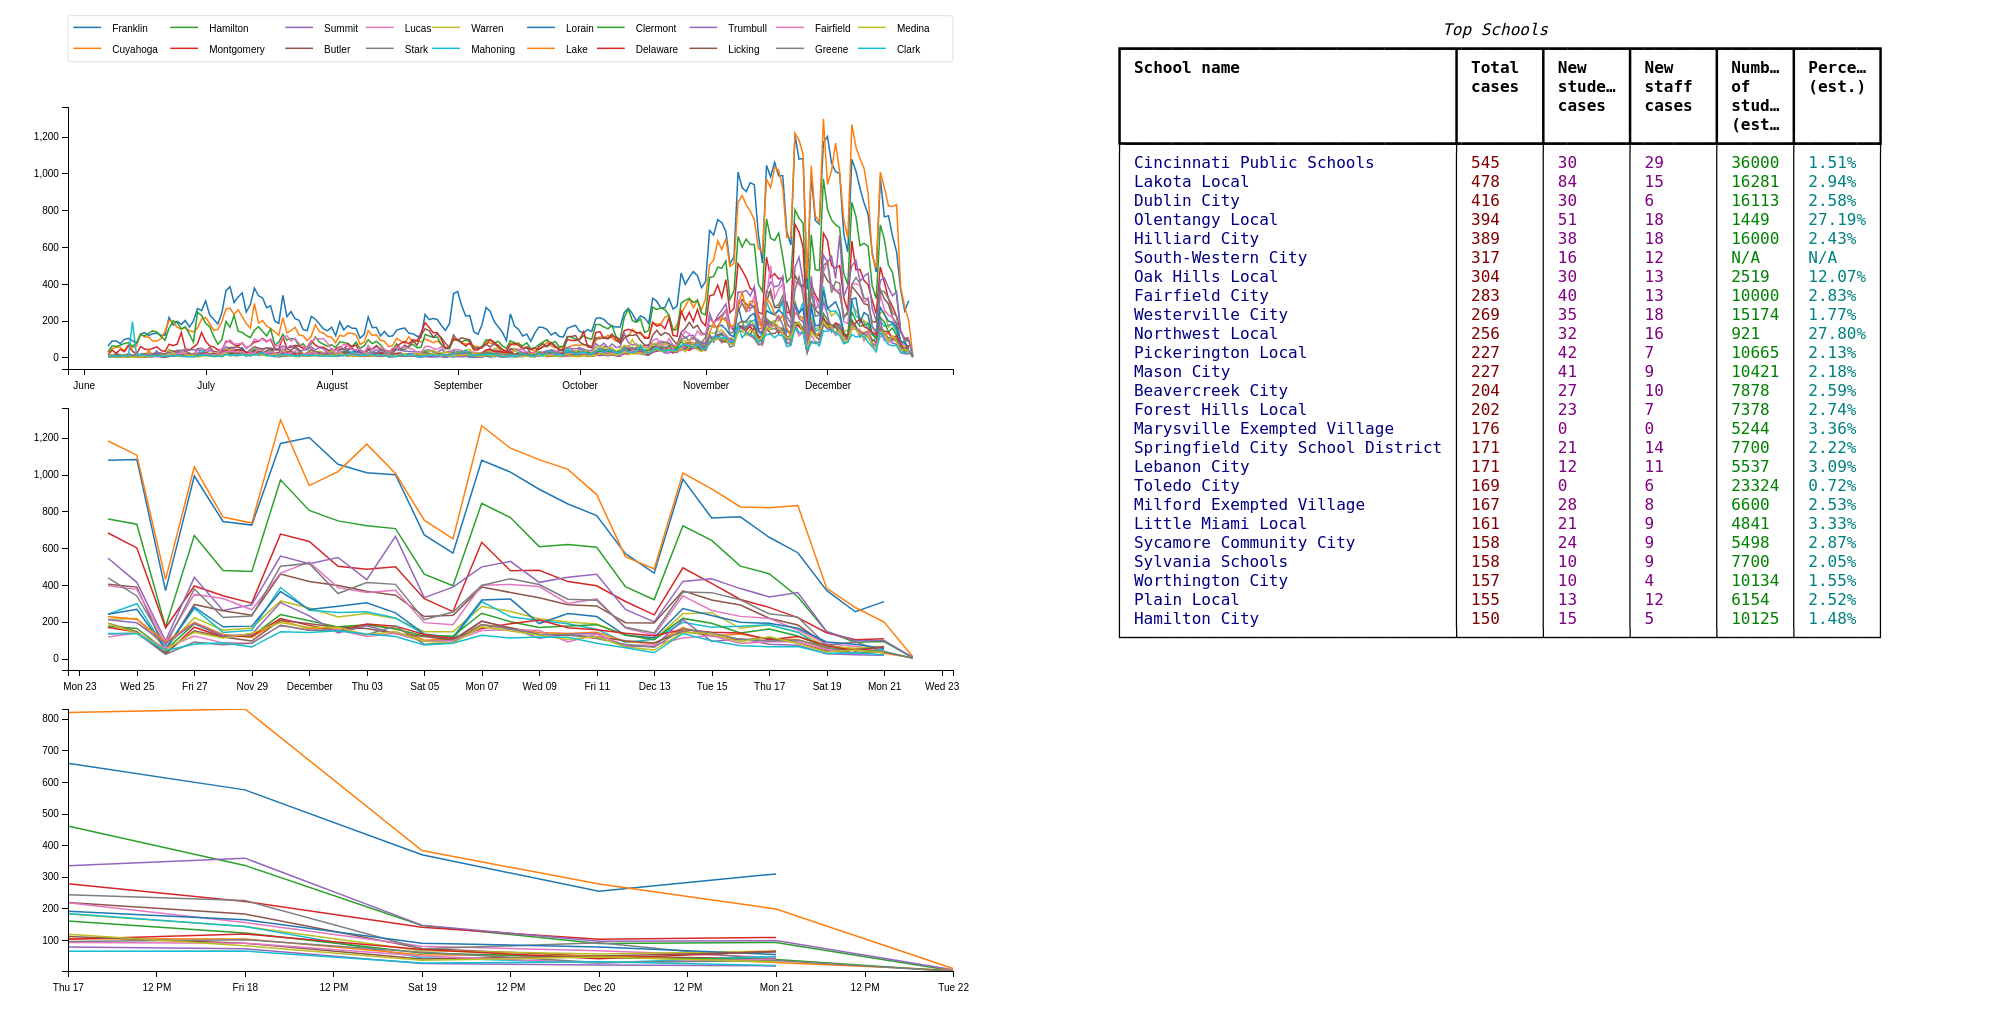 Franklin Hamilton Summit Lucas Warren Lorain Clermont Trumbull Fairfield Medina
Cuyahoga Montgomery Butler Stark Mahoning Lake Delaware Licking Greene Clark
1,200
1,000
800
600
400
200
0
June July August September October November December
1,200
1,000
800
600
400
200
0
Mon 23 Wed 25 Fri 27 Nov 29 December Thu 03 Sat 05 Mon 07 Wed 09 Fri 11 Dec 13 Tue 15 Thu 17 Sat 19 Mon 21 Wed 23
800
700
600
500
400
300
200
100
Thu 17 12 PM Fri 18 12 PM Sat 19 12 PM Dec 20 12 PM Mon 21 12 PM Tue 22
Top Schools
School name Total New New Numb… Perce…
cases stude… staff of (est.)
cases cases stud…
(est…
Cincinnati Public Schools 545 30 29 36000 1.51%
Lakota Local 478 84 15 16281 2.94%
Dublin City 416 30 6 16113 2.58%
Olentangy Local 394 51 18 1449 27.19%
Hilliard City 389 38 18 16000 2.43%
South-Western City 317 16 12 N/A N/A
Oak Hills Local 304 30 13 2519 12.07%
Fairfield City 283 40 13 10000 2.83%
Westerville City 269 35 18 15174 1.77%
Northwest Local 256 32 16 921 27.80%
Pickerington Local 227 42 7 10665 2.13%
Mason City 227 41 9 10421 2.18%
Beavercreek City 204 27 10 7878 2.59%
Forest Hills Local 202 23 7 7378 2.74%
Marysville Exempted Village 176 0 0 5244 3.36%
Springfield City School District 171 21 14 7700 2.22%
Lebanon City 171 12 11 5537 3.09%
Toledo City 169 0 6 23324 0.72%
Milford Exempted Village 167 28 8 6600 2.53%
Little Miami Local 161 21 9 4841 3.33%
Sycamore Community City 158 24 9 5498 2.87%
Sylvania Schools 158 10 9 7700 2.05%
Worthington City 157 10 4 10134 1.55%
Plain Local 155 13 12 6154 2.52%
Hamilton City 150 15 5 10125 1.48%